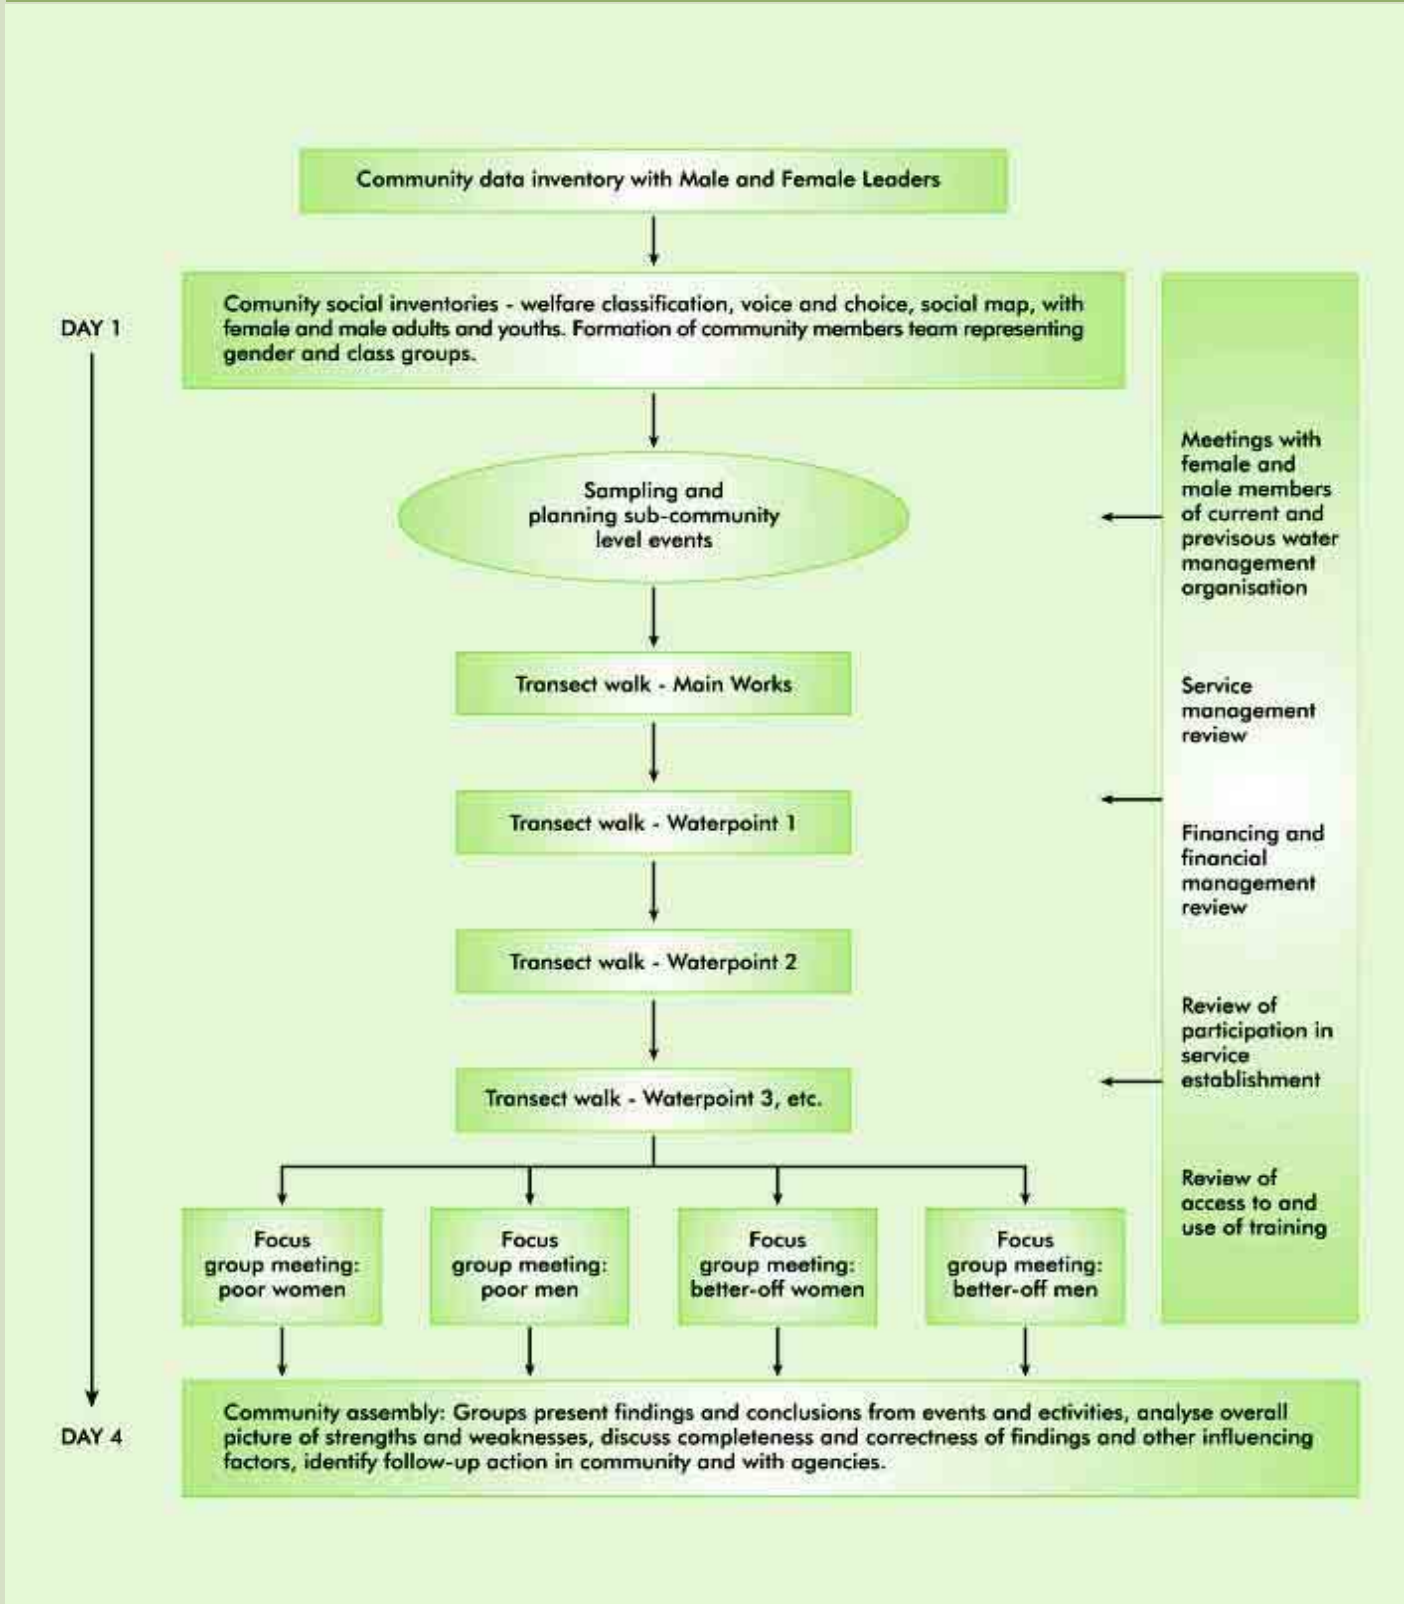 Community data inventory with Male and Female Leaders
DAY 1
Comunity social inventories - welfare classification, voice and choice, social map, with
female and male adults and youths. Formation of community members team representing
gender and class groups.
Sampling and
planning sub-community
level events
Transect walk - Main Works
Transect walk - Waterpoint 1
Transect walk - Waterpoint 2
Transect walk - Waterpoint 3, etc.
Meetings with
female and
male members
of current and
previsous water
management
organisation
Service
management
review
Financing and
financial
management
review
Review of
participation in
service
establishment
Review of
access to and
use of training
Focus
group meeting:
poor women
Focus
group meeting:
poor men
Focus
group meeting:
better-off women
Focus
group meeting:
better-off men
DAY 4
Community assembly: Groups present findings and conclusions from events and ectivities, analyse overall
picture of strengths and weaknesses, discuss completeness and correctness of findings and other influencing
factors, identify follow-up action in community and with agencies.